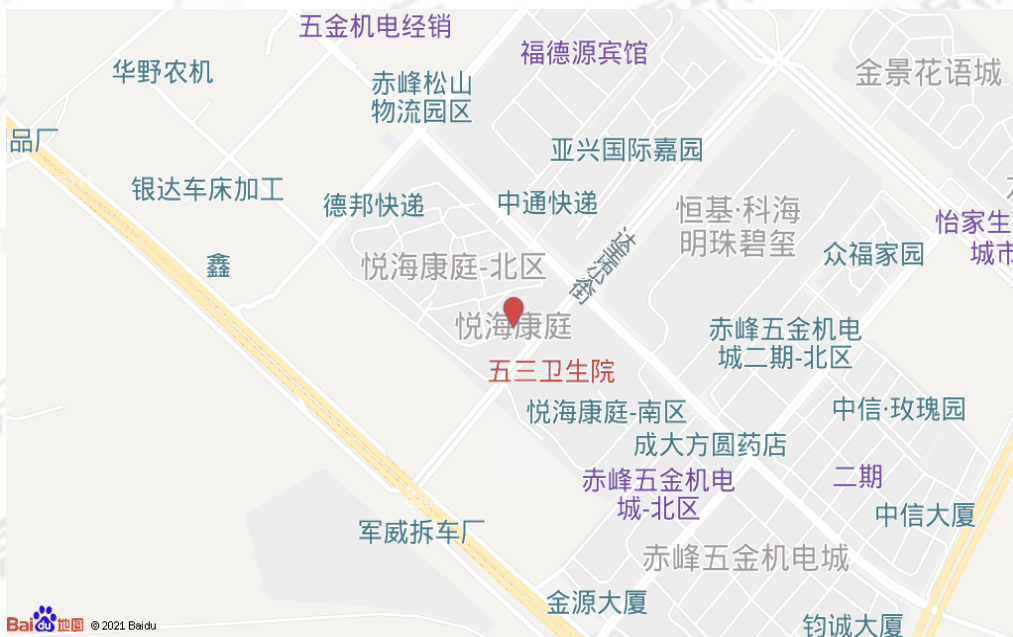 五金机电经销
福德源宾馆
华野农机
金景花语城
赤峰松山
物流园区
品厂
亚兴国际嘉园
银达车床加工
德邦快递
中通快递
恒基·科海
明珠碧玺
怡家生
城市
众福家园
鑫
悦海康庭-北区
悦海康庭
赤峰五金机电
城二期-北区
五三卫生院
悦海康庭-南区
中信·玫瑰园
成大方圆药店
赤峰五金机电
城-北区
二期
中信大厦
军威拆车厂
赤峰五金机电城
金源大厦
钧诚大厦
Bai du 地图 © 2021 Baidu